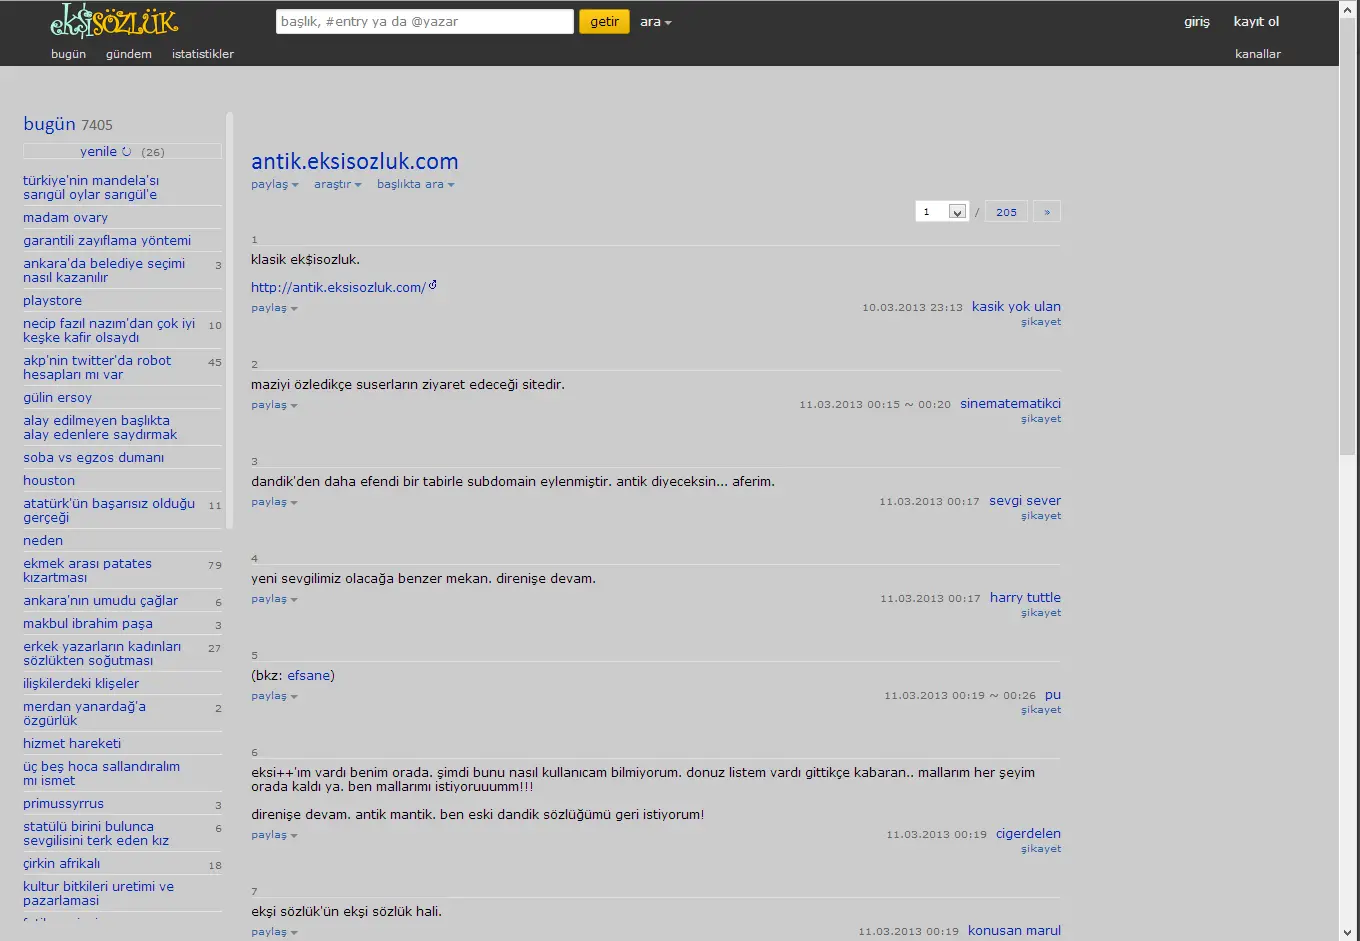 ekşisözlük
başlık, #entry ya da @yazar
getir
ara
giriş
kayıt ol
bugün
gündem
istatistikler
kanallar
bugün 7405
yenile (26)
türkiye'nin mandela'sı
sarıgül oylar sarıgül'e
madam ovary
garantili zayıflama yöntemi
ankara'da belediye seçimi 3
nasıl kazanılır
playstore
necip fazıl nazım'dan çok iyi 10
keşke kafir olsaydı
akp'nin twitter'da robot 45
hesapları mı var
gülin ersoy
alay edilmeyen başlıkta
alay edenlere saydırmak
soba vs egzos dumanı
houston
atatürk'ün başarısız olduğu 11
gerçeği
neden
ekmek arası patates 79
kızartması
ankara'nın umudu çağlar 6
makbul ibrahim paşa 3
erkek yazarların kadınları 27
sözlükten soğutması
ilişkilerdeki klişeler
merdan yanardağ'a 2
özgürlük
hizmet hareketi
üç beş hoca sallandıralım
mı ismet
primussyrrus 3
statülü birini bulunca 6
sevgilisini terk eden kız
çirkin afrikalı 18
kultur bitkileri uretimi ve
pazarlamasi
antik.eksisozluk.com
paylaş araştır başlıkta ara
1 / 205 »
1
klasik ek$isozluk.
http://antik.eksisozluk.com/
paylaş 10.03.2013 23:13 kasik yok ulan
şikayet
2
maziyi özledikçe suserların ziyaret edeceği sitedir.
paylaş 11.03.2013 00:15 ~ 00:20 sinematematikci
şikayet
3
dandik'den daha efendi bir tabirle subdomain eylenmiştir. antik diyeceksin... aferim.
paylaş 11.03.2013 00:17 sevgi sever
şikayet
4
yeni sevgilimiz olacağa benzer mekan. direnişe devam.
paylaş 11.03.2013 00:17 harry tuttle
şikayet
5
(bkz: efsane)
paylaş 11.03.2013 00:19 ~ 00:26 pu
şikayet
6
eksi++'ım vardı benim orada. şimdi bunu nasıl kullanıcam bilmiyorum. donuz listem vardı gittikçe kabaran.. mallarım her şeyim
orada kaldı ya. ben mallarımı istiyoruuumm!!!
direnişe devam. antik mantik. ben eski dandik sözlüğümü geri istiyorum!
paylaş 11.03.2013 00:19 cigerdelen
şikayet
7
ekşi sözlük'ün ekşi sözlük hali.
paylaş 11.03.2013 00:19 konusan marul